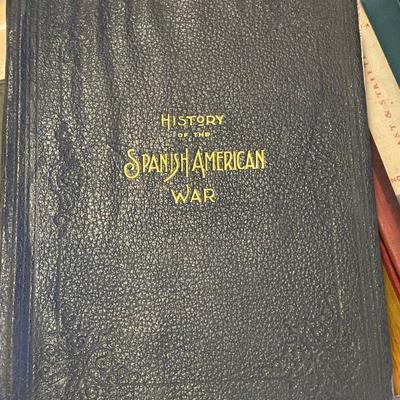 HISTORY
OF THE
SPANISH AMERICAN
WAR